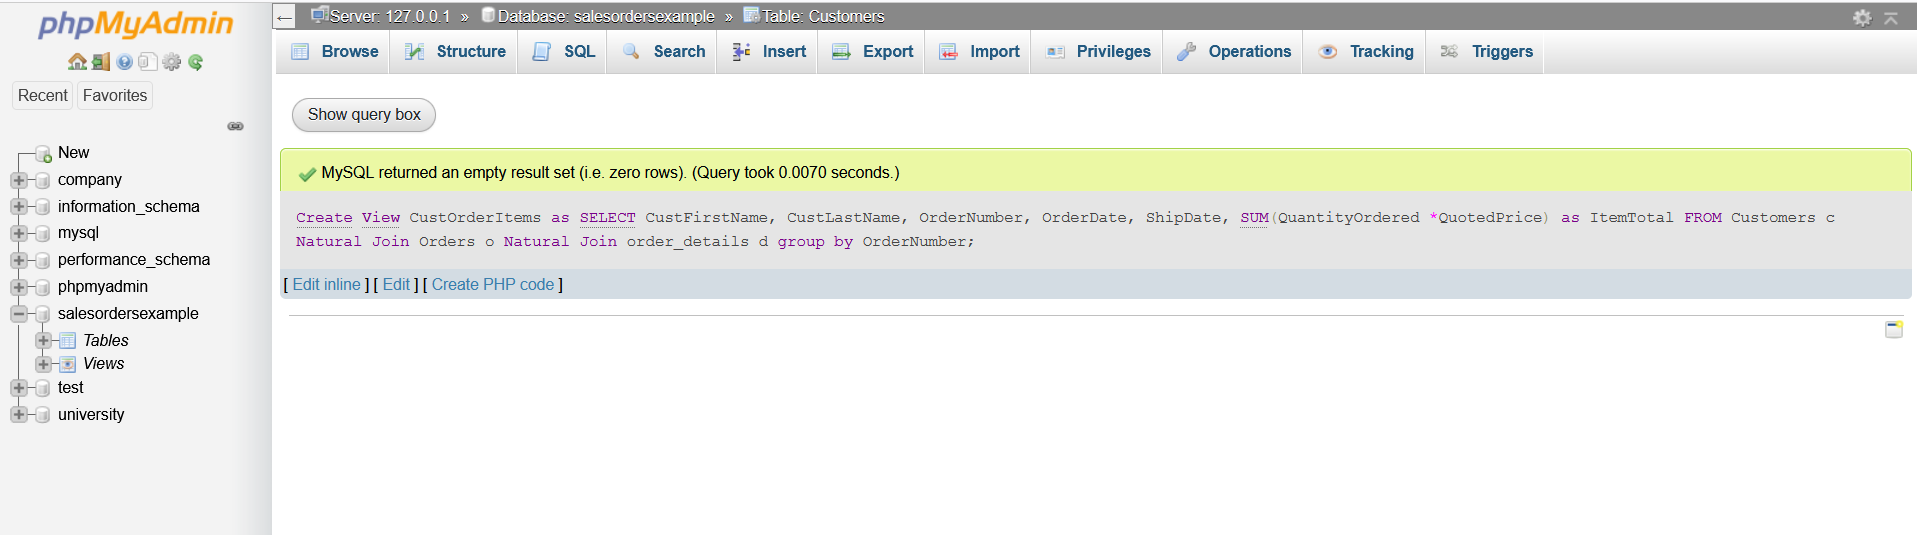 phpMyAdmin
Recent Favorites
New
company
information_schema
mysql
performance_schema
phpmyadmin
salesordersexample
Tables
Views
test
university
Server: 127.0.0.1 » Database: salesordersexample » Table: Customers
Browse Structure SQL Search Insert Export Import Privileges Operations Tracking Triggers
Show query box
MySQL returned an empty result set (i.e. zero rows). (Query took 0.0070 seconds.)
Create View CustOrderItems as SELECT CustFirstName, CustLastName, OrderNumber, OrderDate, ShipDate, SUM(QuantityOrdered *QuotedPrice) as ItemTotal FROM Customers c
Natural Join Orders o Natural Join order_details d group by OrderNumber;
[ Edit inline ] [ Edit ] [ Create PHP code ]